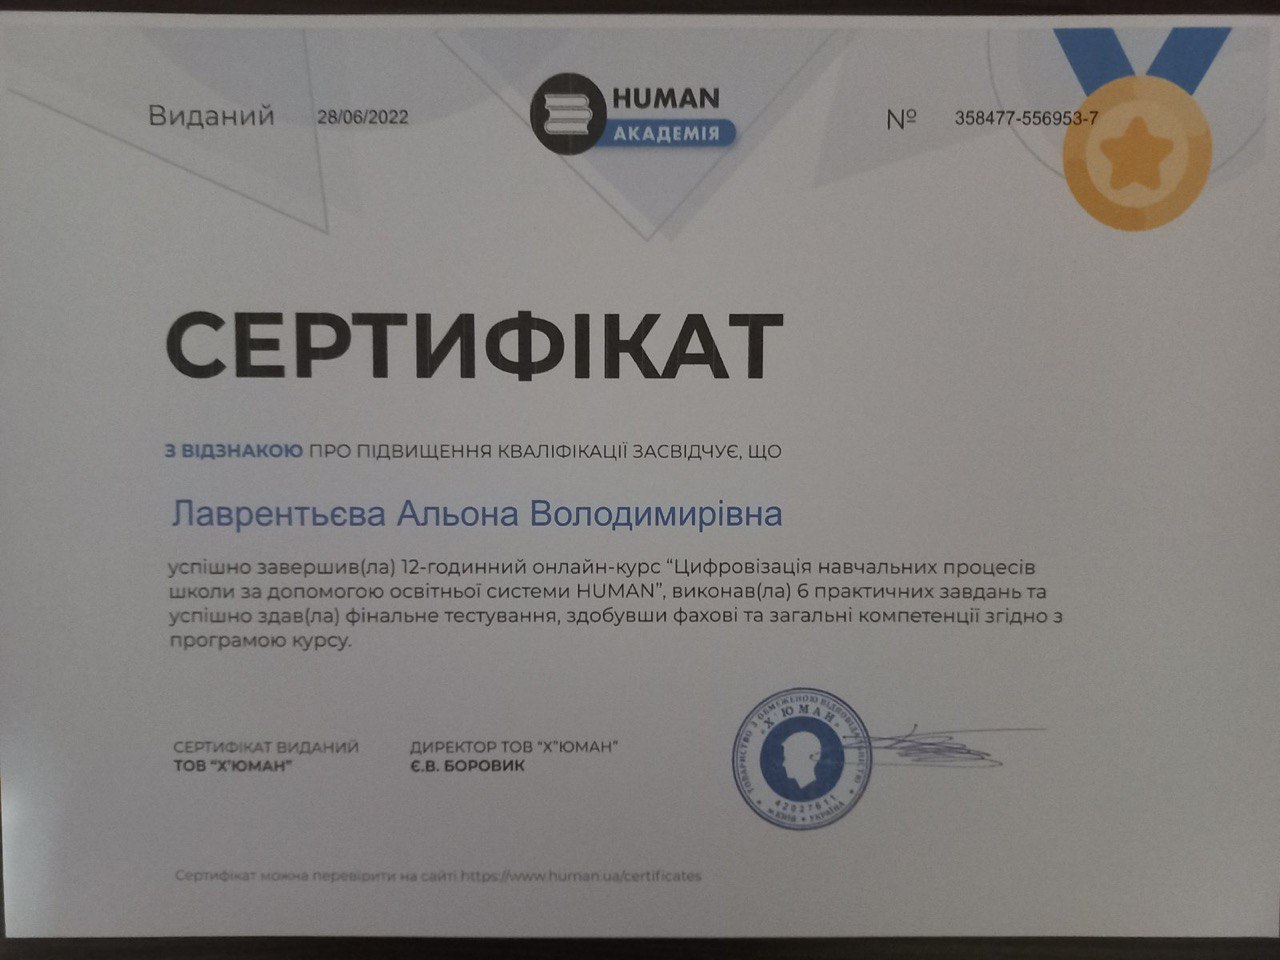 Виданий 28/06/2022
HUMAN
АКАДЕМІЯ
№ 358477-556953-7
СЕРТИФІКАТ
З ВІДЗНАКОЮ ПРО ПІДВИЩЕННЯ КВАЛІФІКАЦІЇ ЗАСВІДЧУЄ, ЩО
Лаврентьєва Альона Володимирівна
успішно завершив(ла) 12-годинний онлайн-курс “Цифровізація навчальних процесів
школи за допомогою освітньої системи HUMAN”, виконав(ла) 6 практичних завдань та
успішно здав(ла) фінальне тестування, здобувши фахові та загальні компетенції згідно з
програмою курсу.
СЕРТИФІКАТ ВИДАНИЙ
ТОВ “Х’ЮМАН”
ДИРЕКТОР ТОВ “Х”ЮМАН”
Є.В. БОРОВИК
ТОВАРИСТВО З ОБМЕЖЕНОЮ ВІДПОВІДАЛЬНІСТЮ
"Х'ЮМАН"
42027611
м.КИЇВ * УКРАЇНА
Сертифікат можна перевірити на сайті https://www.human.ua/certificates